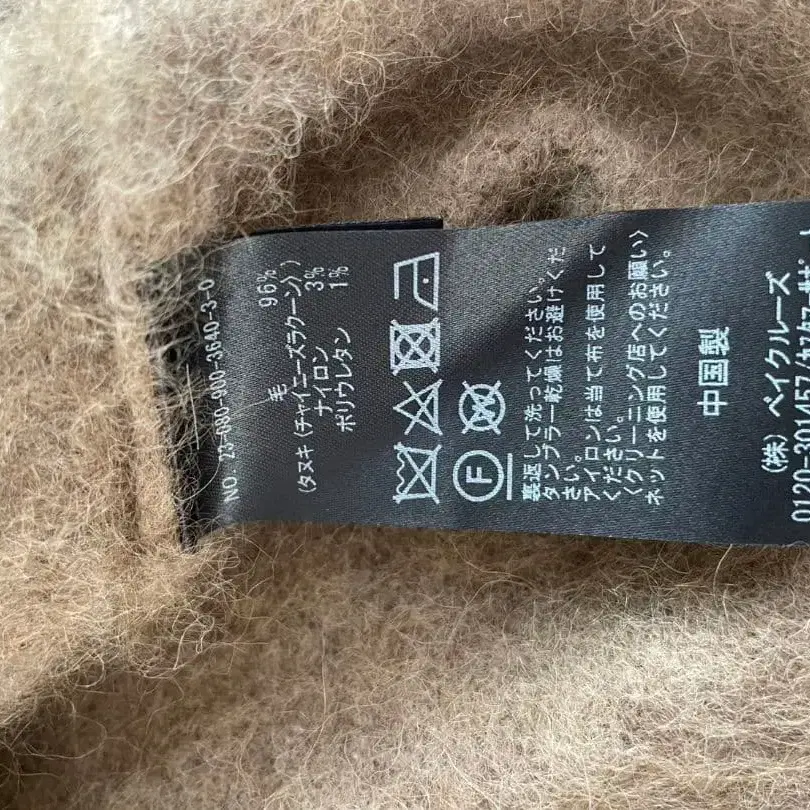 NO. 23-080-900-3640-3-0
毛 96%
(タヌキ(チャイニーズラクーン))
ナイロン 3%
ポリウレタン 1%
F
裏返して洗ってください。
タンブラー乾燥はお避けくだ
さい。
アイロンは当て布を使用して
ください。
〈クリーニング店へのお願い〉
ネットを使用してください。
中国製
(株) ベイクルーズ
0120-301457